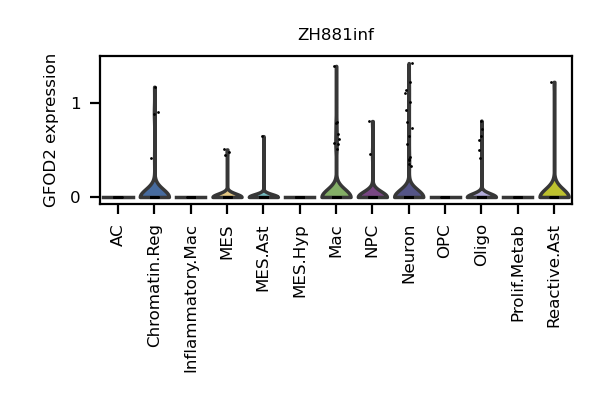 ZH881inf
GFOD2 expression
1
0
AC
Chromatin.Reg
Inflammatory.Mac
MES
MES.Ast
MES.Hyp
Mac
NPC
Neuron
OPC
Oligo
Prolif.Metab
Reactive.Ast